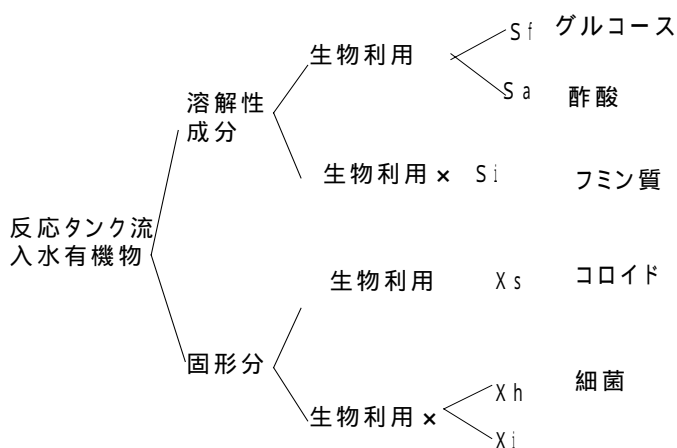 Sf グルコース
生物利用
Sa 酢酸
溶解性
成分
生物利用× Si フミン質
反応タンク流
入水有機物
生物利用 Xs コロイド
固形分
Xh 細菌
生物利用×
Xi